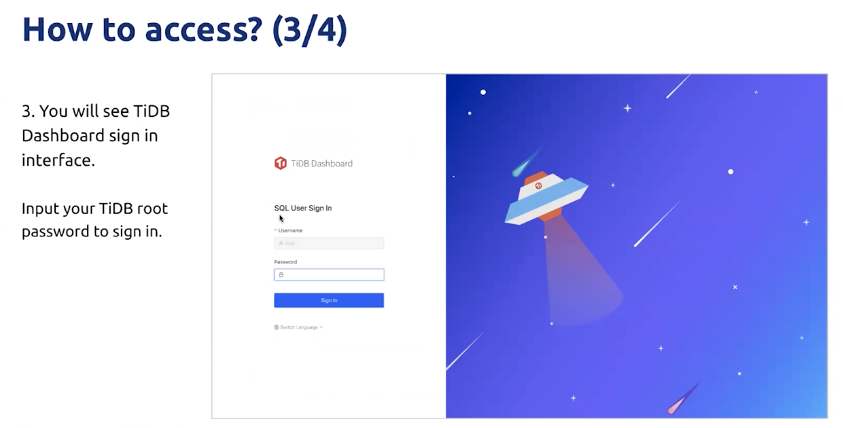 How to access? (3/4)
3. You will see TiDB
Dashboard sign in
interface.
Input your TiDB root
password to sign in.
TiDB Dashboard
SQL User Sign In
* Username
root
Password
Sign In
Switch Language